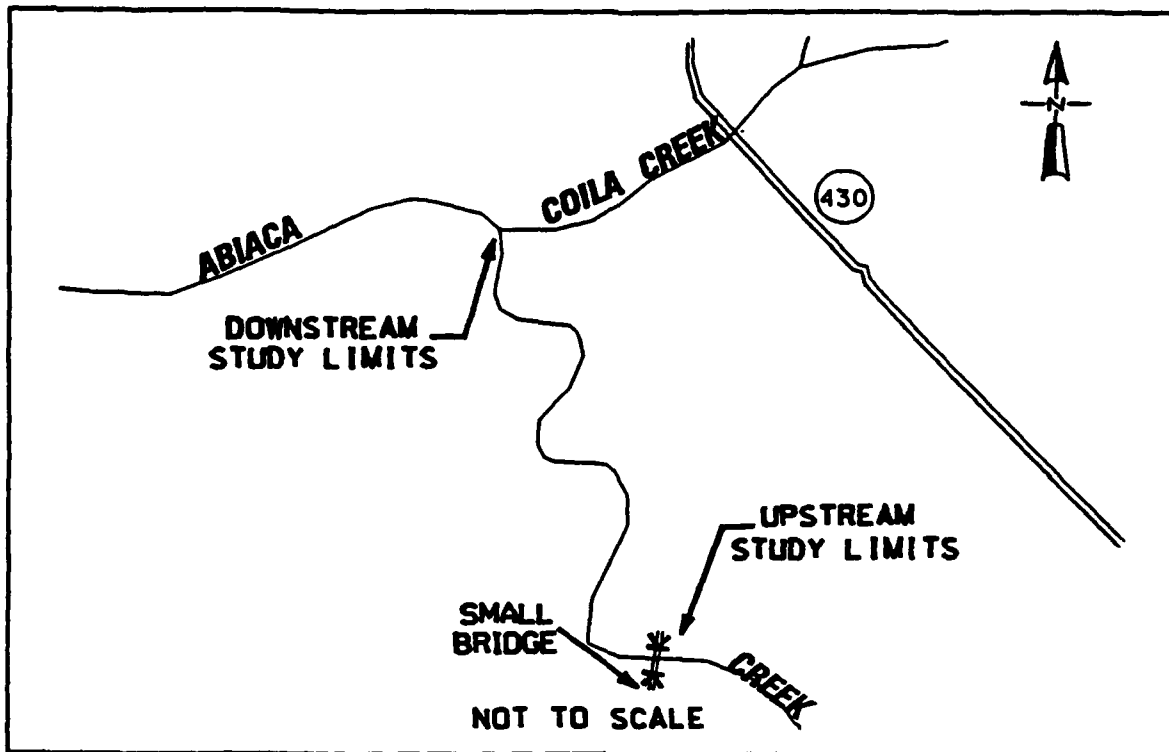 N
COILA CREEK
430
ABIACA
DOWNSTREAM
STUDY LIMITS
UPSTREAM
STUDY LIMITS
SMALL
BRIDGE
CREEK
NOT TO SCALE